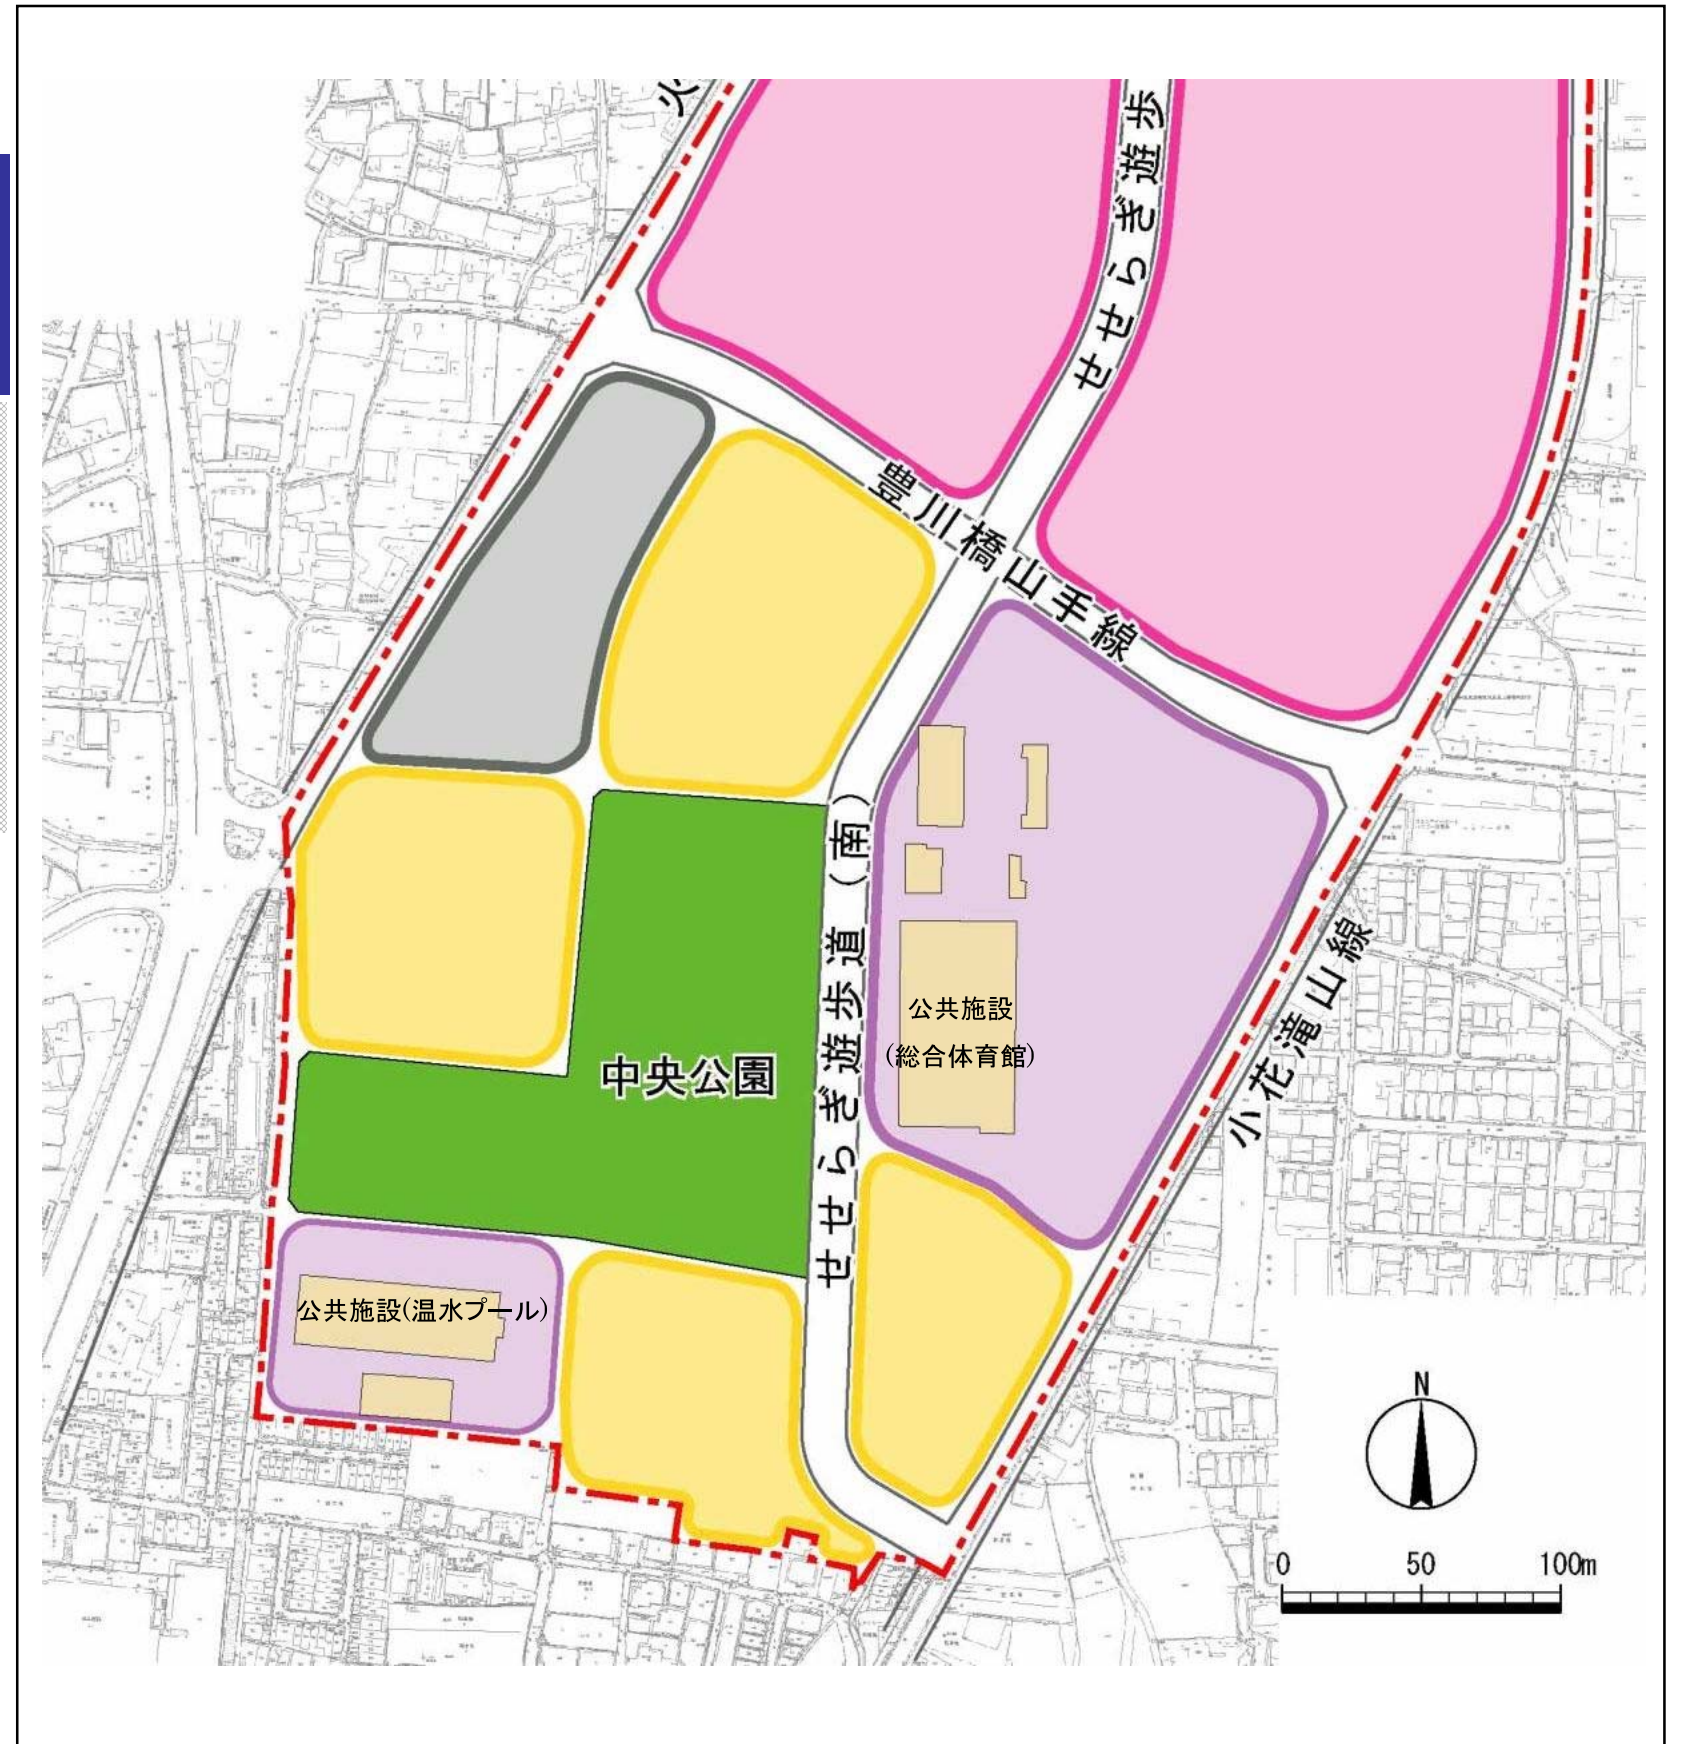 火
せせらぎ遊歩
豊川橋山手線
せせらぎ遊歩道(南)
公共施設
(総合体育館)
中央公園
小花滝山線
公共施設(温水プール)
N
0 50 100m